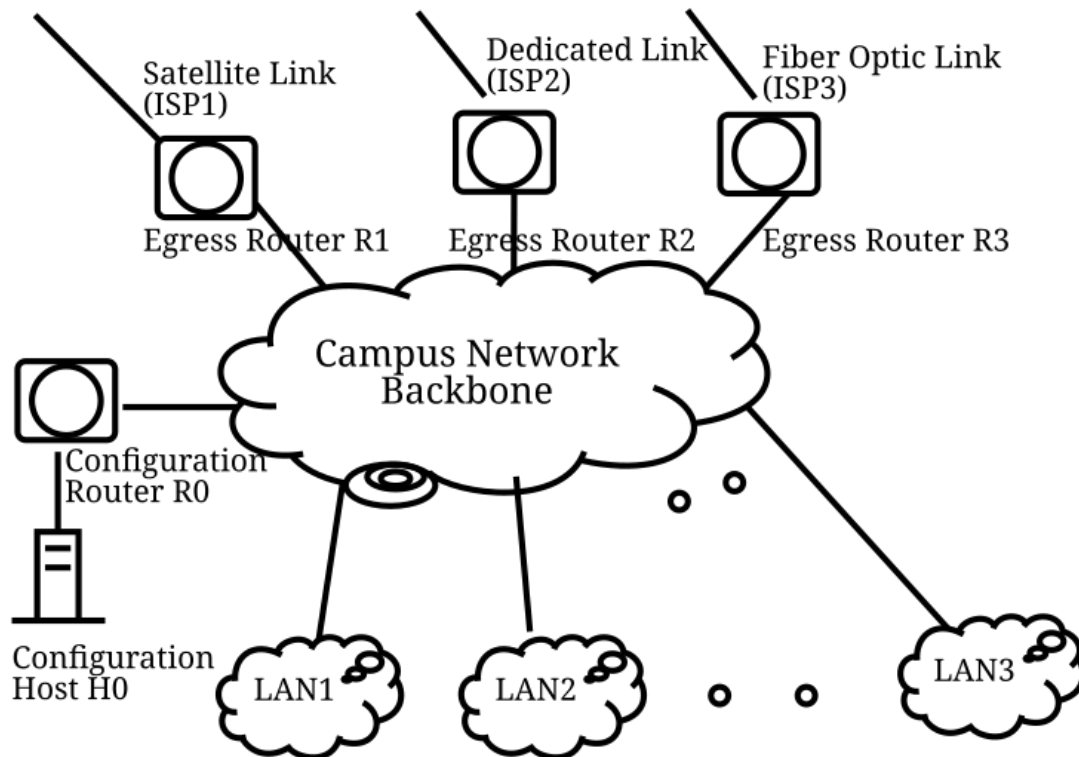 Satellite Link
(ISP1)
Dedicated Link
(ISP2)
Fiber Optic Link
(ISP3)
Egress Router R1
Egress Router R2
Egress Router R3
Campus Network
Backbone
Configuration
Router R0
Configuration
Host H0
LAN1
LAN2
LAN3